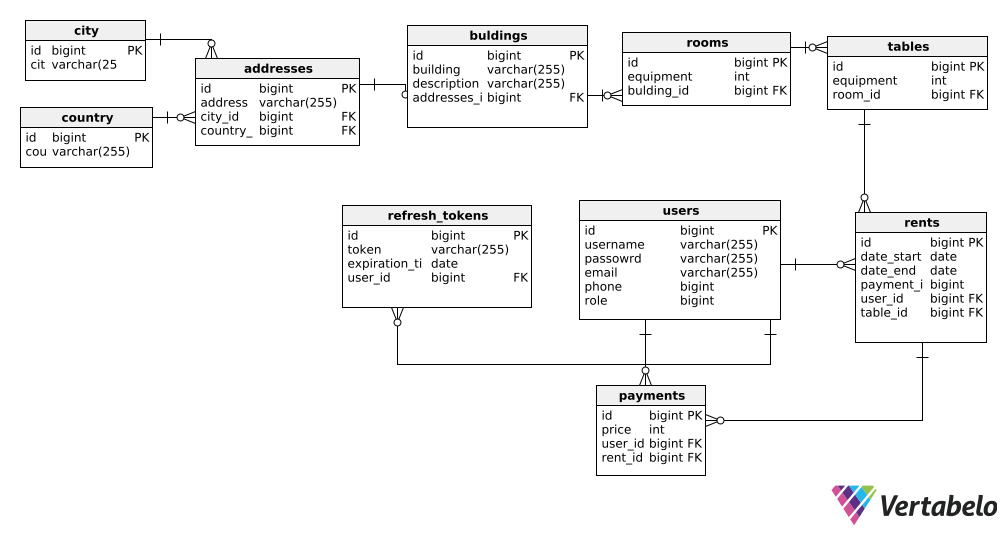 city
id bigint PK
cit varchar(25
country
id bigint PK
cou varchar(255)
addresses
id bigint PK
address varchar(255)
city_id bigint FK
country_ bigint FK
buldings
id bigint PK
building varchar(255)
description varchar(255)
addresses_i bigint FK
rooms
id bigint PK
equipment int
bulding_id bigint FK
tables
id bigint PK
equipment int
room_id bigint FK
refresh_tokens
id bigint PK
token varchar(255)
expiration_ti date
user_id bigint FK
users
id bigint PK
username varchar(255)
passowrd varchar(255)
email varchar(255)
phone bigint
role bigint
rents
id bigint PK
date_start date
date_end date
payment_i bigint
user_id bigint FK
table_id bigint FK
payments
id bigint PK
price int
user_id bigint FK
rent_id bigint FK
Vertabelo